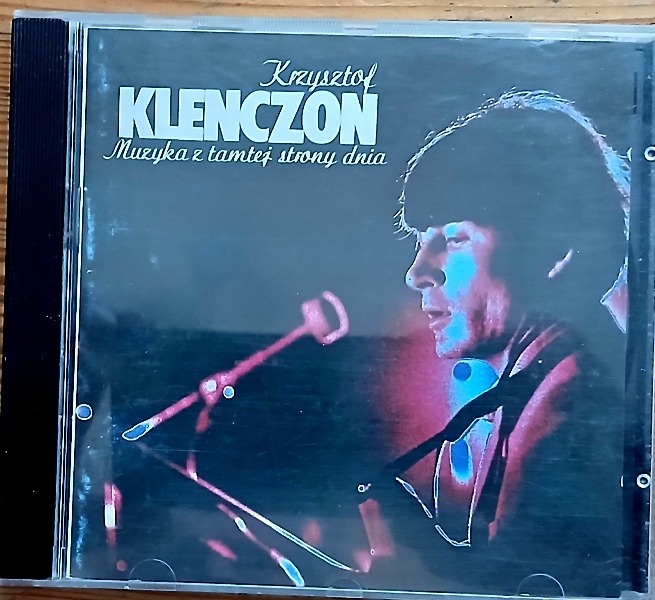 Krzysztof
KLENCZON
Muzyka z tamtej strony dnia